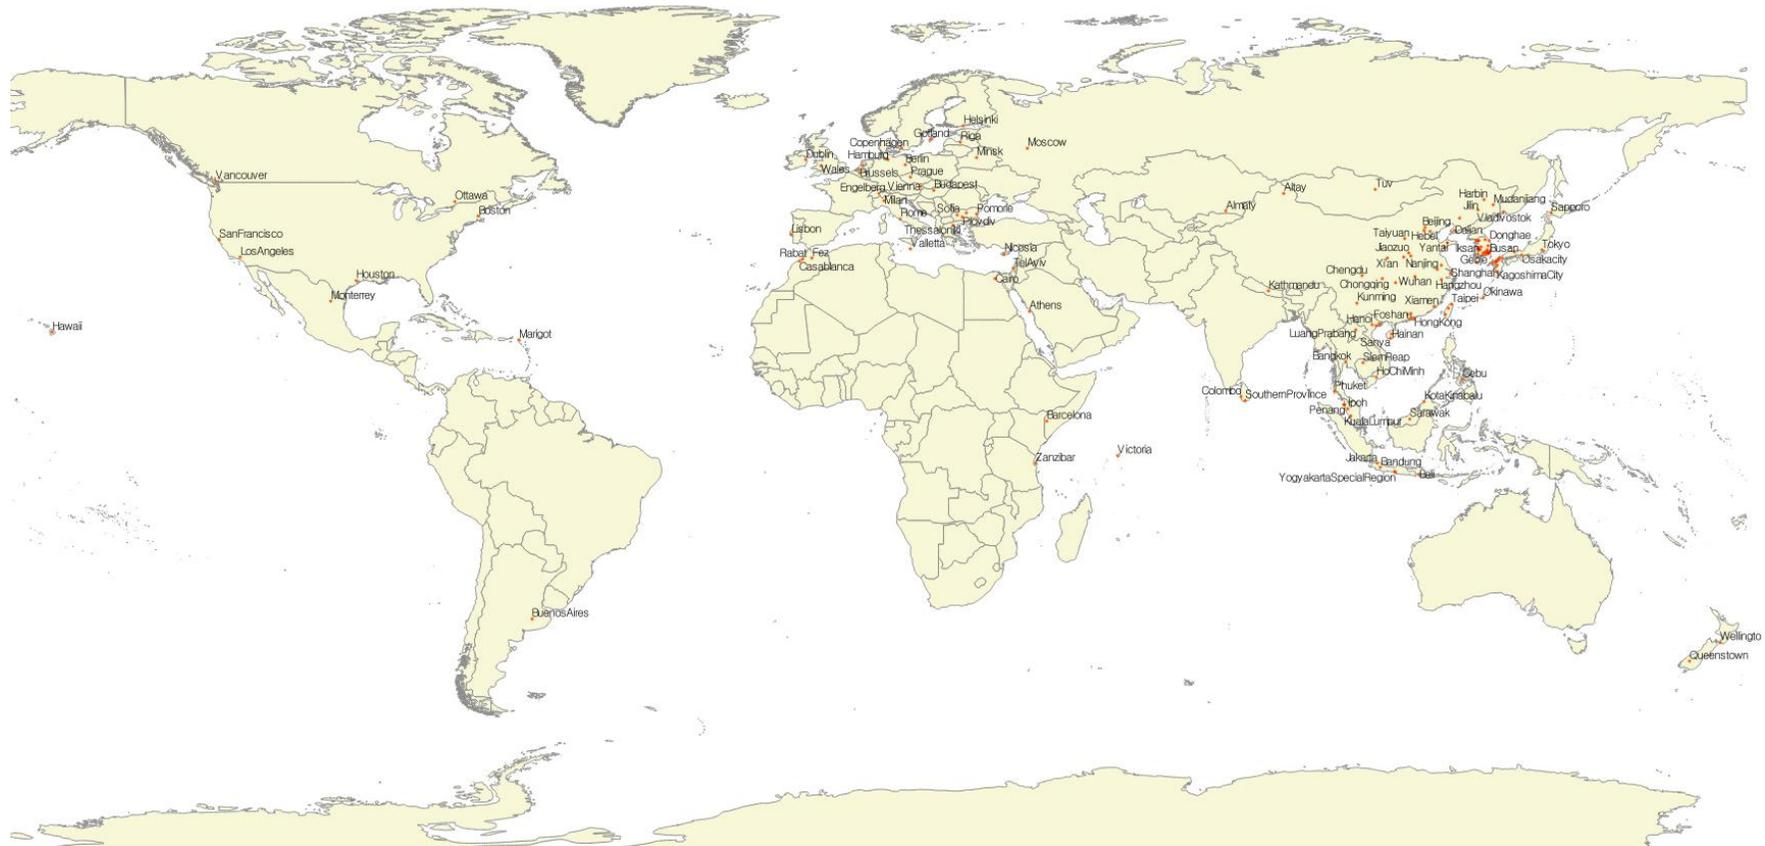 Helsinki
Gotland
Riga
Copenhagen
Moscow
Dublin
Hamburg
Berlin
Minsk
Wales
Brussels
Prague
Vancouver
Engelberg
Vienna
Budapest
Altay
Tuv
Ottawa
Milan
Harbin
Mudanjiang
Almaty
Jilin
Boston
Rome
Sofia
Pomorie
Sapporo
Vladivostok
Plovdiv
Beijing
Lisbon
Thessaloniki
Dalian
SanFrancisco
Taiyuan
Hebei
Donghae
Valletta
Nicosia
Jiaozuo
Yantai
Iksan
Busan
Tokyo
LosAngeles
Rabat
Fez
Geoje
Osakacity
Casablanca
TelAviv
Xi'an
Nanjing
Houston
Chengdu
Shanghai
KagoshimaCity
Cairo
Kathmandu
Chongqing
Wuhan
Hangzhou
Okinawa
Monterrey
Kunming
Xiamen
Taipei
Athens
Hanoi
Foshan
HongKong
Hawaii
Marigot
LuangPrabang
Hainan
Sanya
Bangkok
SiemReap
HoChiMinh
Cebu
Phuket
Colombo
SouthernProvince
KotaKinabalu
Ipoh
Penang
Sarawak
Barcelona
KualaLumpur
Victoria
Zanzibar
Jakarta
Bandung
YogyakartaSpecialRegion
Bali
BuenosAires
Wellingto
Queenstown